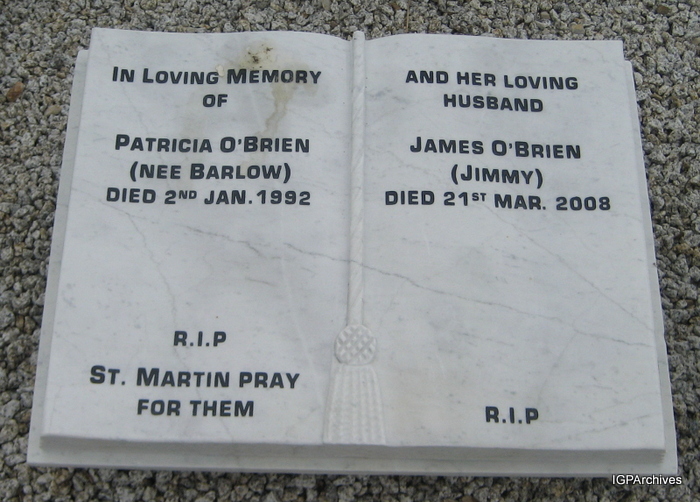 In Loving Memory
of
Patricia O'Brien
(nee Barlow)
died 2nd Jan. 1992
R.I.P
St. Martin pray
for them
and her loving
husband
James O'Brien
(Jimmy)
died 21st Mar. 2008
R.I.P
IGPArchives